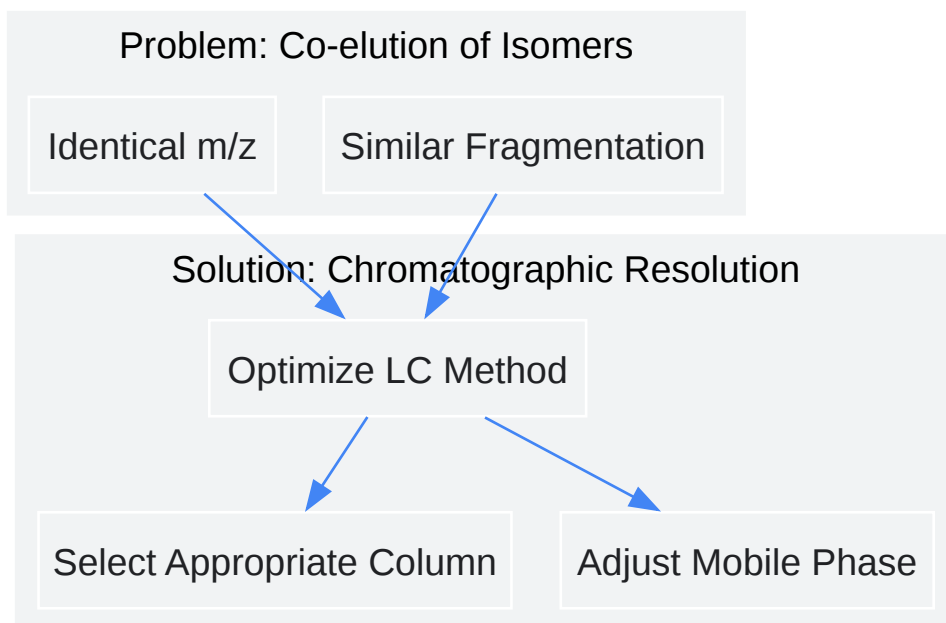 Problem: Co-elution of Isomers
Identical m/z
Similar Fragmentation
Solution: Chromatographic Resolution
Optimize LC Method
Select Appropriate Column
Adjust Mobile Phase